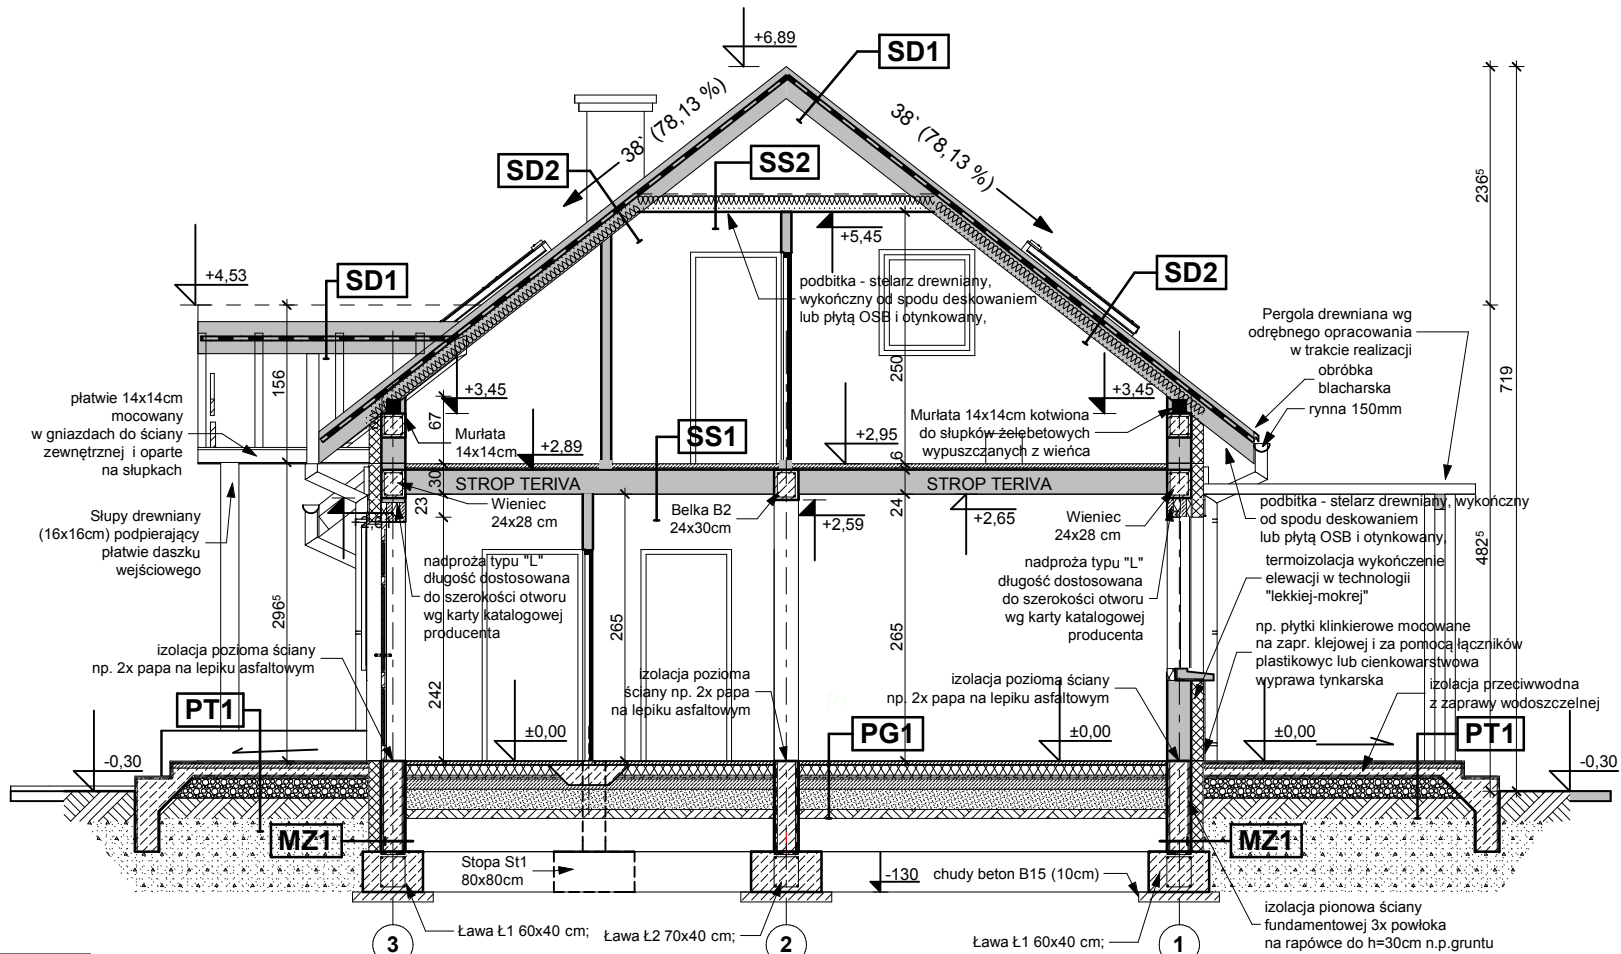 +6,89
SD1
38` (78,13 %)
38` (78,13 %)
SD2
SS2
+4,53
SD1
+5,45
podbitka - stelarz drewniany,
wykończny od spodu deskowaniem
lub płytą OSB i otynkowany,
SD2
236⁵
Pergola drewniana wg
odrębnego opracowania
w trakcie realizacji
obróbka
blacharska
rynna 150mm
719
156
250
płatwie 14x14cm
mocowany
w gniazdach do ściany
zewnętrznej i oparte
na słupkach
+3,45
67
Murłata
14x14cm
+2,89
SS1
+2,95
6
+3,45
Murłata 14x14cm kotwiona
do słupków żelebetowych
wypuszczanych z wieńca
30
23
STROP TERIVA
STROP TERIVA
Wieniec
24x28 cm
Belka B2
24x30cm
+2,59
24
+2,65
Wieniec
24x28 cm
podbitka - stelarz drewniany, wykończny
od spodu deskowaniem
lub płytą OSB i otynkowany,
482⁵
Słupy drewniany
(16x16cm) podpierający
płatwie daszku
wejściowego
nadproża typu "L"
długość dostosowana
do szerokości otworu
wg karty katalogowej
producenta
nadproża typu "L"
długość dostosowana
do szerokości otworu
wg karty katalogowej
producenta
termoizolacja wykończenie
elewacji w technologii
"lekkiej-mokrej"
296⁵
265
265
242
np. płytki klinkierowe mocowane
na zapr. klejowej i za pomocą łączników
plastikowyc lub cienkowarstwowa
wyprawa tynkarska
izolacja pozioma ściany
np. 2x papa na lepiku asfaltowym
izolacja pozioma
ściany np. 2x papa
na lepiku asfaltowym
izolacja pozioma ściany
np. 2x papa na lepiku asfaltowym
izolacja przeciwwodna
z zaprawy wodoszczelnej
PT1
±0,00
PG1
±0,00
±0,00
PT1
-0,30
-0,30
MZ1
MZ1
Stopa St1
80x80cm
-130
chudy beton B15 (10cm)
Ława Ł1 60x40 cm;
Ława Ł2 70x40 cm;
Ława Ł1 60x40 cm;
izolacja pionowa ściany
fundamentowej 3x powłoka
na rapówce do h=30cm n.p.gruntu
3
2
1